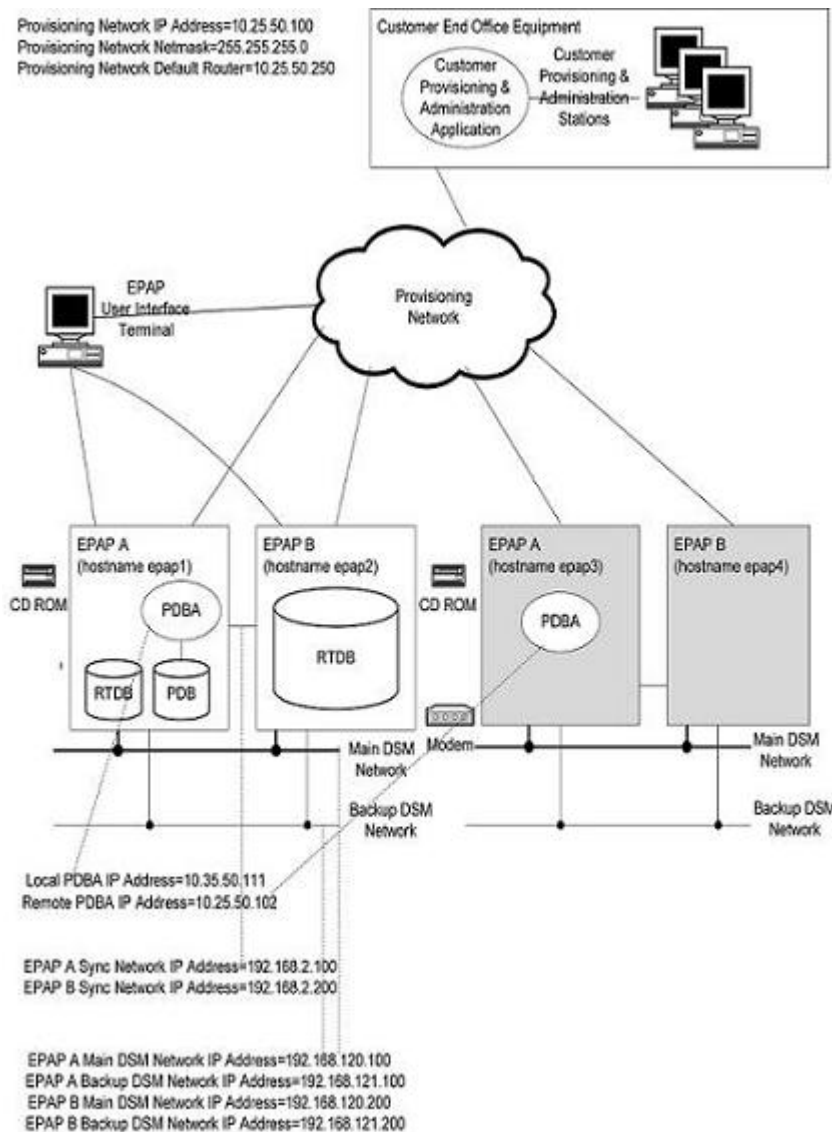 Provisioning Network IP Address=10.25.50.100
Provisioning Network Netmask=255.255.255.0
Provisioning Network Default Router=10.25.50.250
Customer End Office Equipment
Customer
Provisioning &
Administration
Application
Customer
Provisioning &
Administration
Stations
EPAP
User Interface
Terminal
Provisioning
Network
EPAP A
(hostname epap1)
EPAP B
(hostname epap2)
EPAP A
(hostname epap3)
EPAP B
(hostname epap4)
CD ROM
PDBA
RTDB
PDB
RTDB
CD ROM
PDBA
Main DSM
Network
Modem
Main DSM
Network
Backup DSM
Network
Backup DSM
Network
Local PDBA IP Address=10.35.50.111
Remote PDBA IP Address=10.25.50.102
EPAP A Sync Network IP Address=192.168.2.100
EPAP B Sync Network IP Address=192.168.2.200
EPAP A Main DSM Network IP Address=192.168.120.100
EPAP A Backup DSM Network IP Address=192.168.121.100
EPAP B Main DSM Network IP Address=192.168.120.200
EPAP B Backup DSM Network IP Address=192.168.121.200